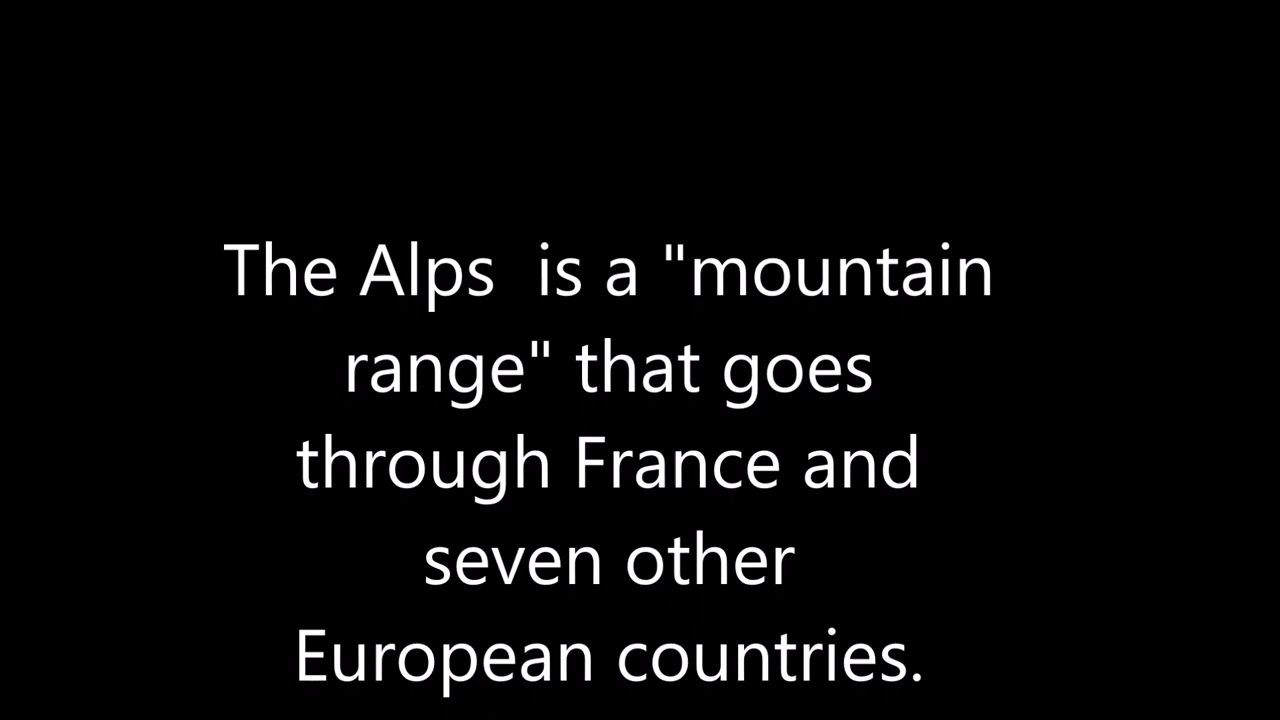 The Alps  is a "mountain
range" that goes
through France and
seven other
European countries.